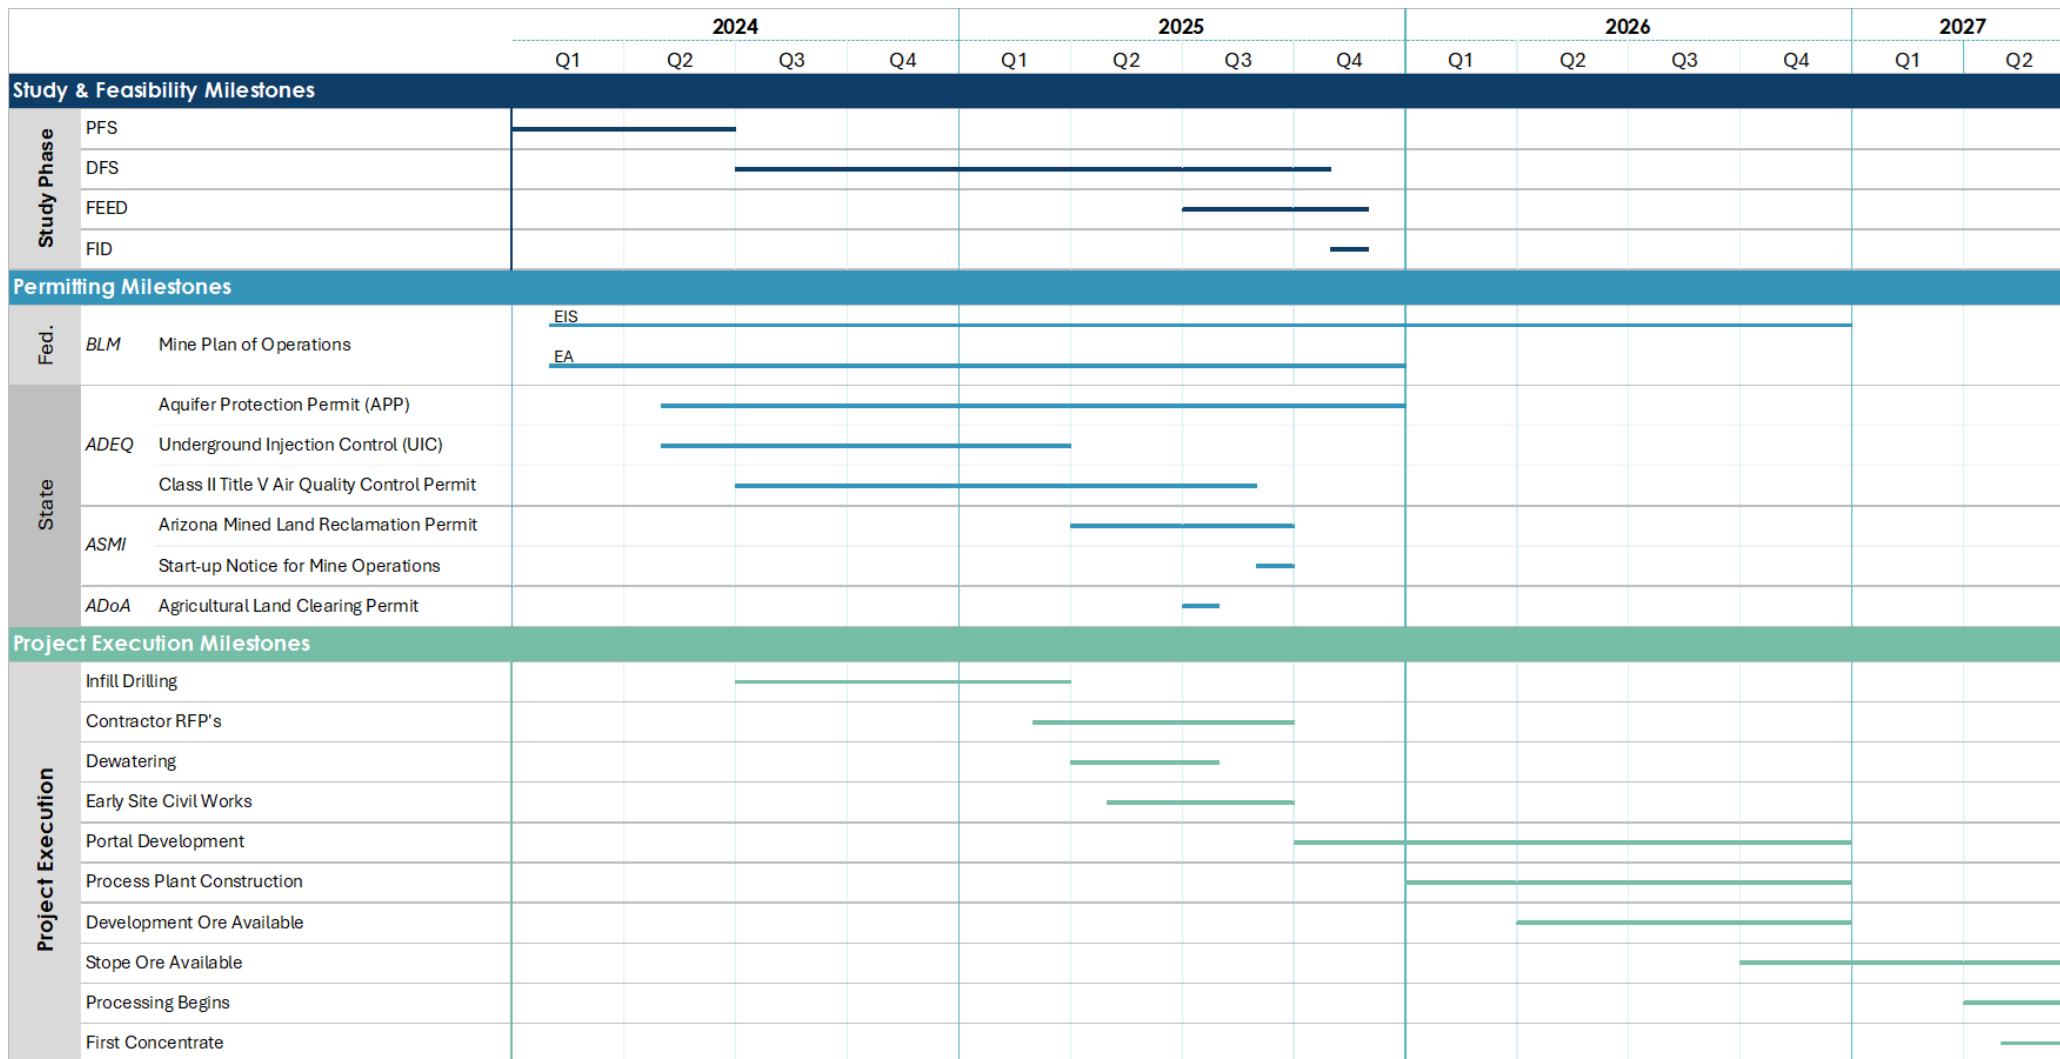 2024 2025 2026 2027
Q1 Q2 Q3 Q4 Q1 Q2 Q3 Q4 Q1 Q2 Q3 Q4 Q1 Q2
Study & Feasibility Milestones
Study Phase
PFS
DFS
FEED
FID
Permitting Milestones
Fed.
BLM Mine Plan of Operations
EIS
EA
State
ADEQ
Aquifer Protection Permit (APP)
Underground Injection Control (UIC)
Class II Title V Air Quality Control Permit
ASMI
Arizona Mined Land Reclamation Permit
Start-up Notice for Mine Operations
ADoA Agricultural Land Clearing Permit
Project Execution Milestones
Project Execution
Infill Drilling
Contractor RFP's
Dewatering
Early Site Civil Works
Portal Development
Process Plant Construction
Development Ore Available
Stope Ore Available
Processing Begins
First Concentrate